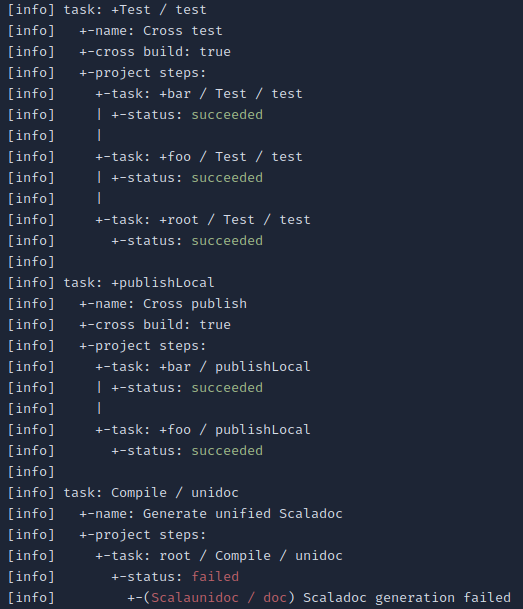 [info] task: +Test / test
[info]   +-name: Cross test
[info]   +-cross build: true
[info]   +-project steps:
[info]     +-task: +bar / Test / test
[info]     | +-status: succeeded
[info]     |
[info]     +-task: +foo / Test / test
[info]     | +-status: succeeded
[info]     |
[info]     +-task: +root / Test / test
[info]       +-status: succeeded
[info]
[info] task: +publishLocal
[info]   +-name: Cross publish
[info]   +-cross build: true
[info]   +-project steps:
[info]     +-task: +bar / publishLocal
[info]     | +-status: succeeded
[info]     |
[info]     +-task: +foo / publishLocal
[info]       +-status: succeeded
[info]
[info] task: Compile / unidoc
[info]   +-name: Generate unified Scaladoc
[info]   +-project steps:
[info]     +-task: root / Compile / unidoc
[info]       +-status: failed
[info]         +-(Scalaunidoc / doc) Scaladoc generation failed